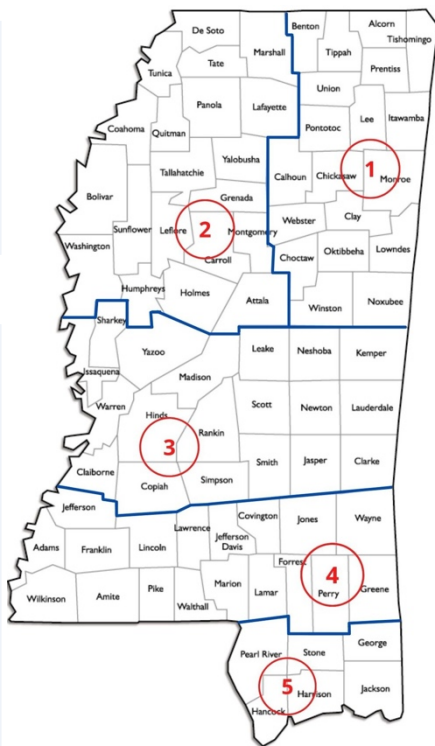 De Soto
Benton
Alcorn
Tishomingo
Marshall
Tippah
Tate
Prentiss
Tunica
Union
Panola
Lafayette
Lee
Itawamba
Coahoma
Quitman
Pontotoc
Yalobusha
Tallahatchie
Calhoun
Chickasaw
1
Monroe
Bolivar
Grenada
Sunflower
Leflore
2
Montgomery
Webster
Clay
Washington
Carroll
Choctaw
Oktibbeha
Lowndes
Humphreys
Holmes
Attala
Winston
Noxubee
Sharkey
Yazoo
Leake
Neshoba
Kemper
Issaquena
Madison
Warren
Hinds
Scott
Newton
Lauderdale
3
Rankin
Claiborne
Copiah
Simpson
Smith
Jasper
Clarke
Jefferson
Lawrence
Covington
Jones
Wayne
Adams
Franklin
Lincoln
Jefferson
Davis
Forrest
4
Wilkinson
Amite
Pike
Walthall
Marion
Lamar
Perry
Greene
Pearl River
Stone
George
5
Hancock
Harrison
Jackson